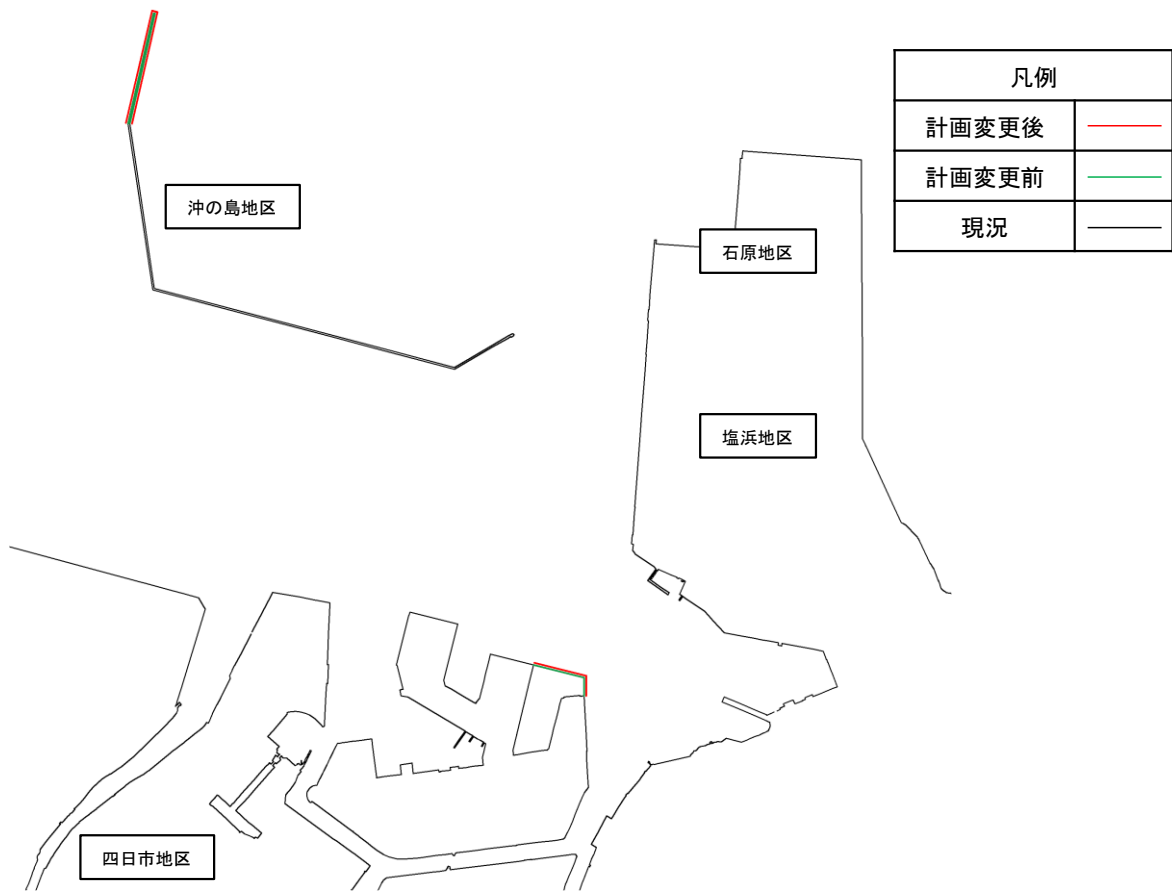 凡例
計画変更後
計画変更前
現況
沖の島地区
石原地区
塩浜地区
四日市地区